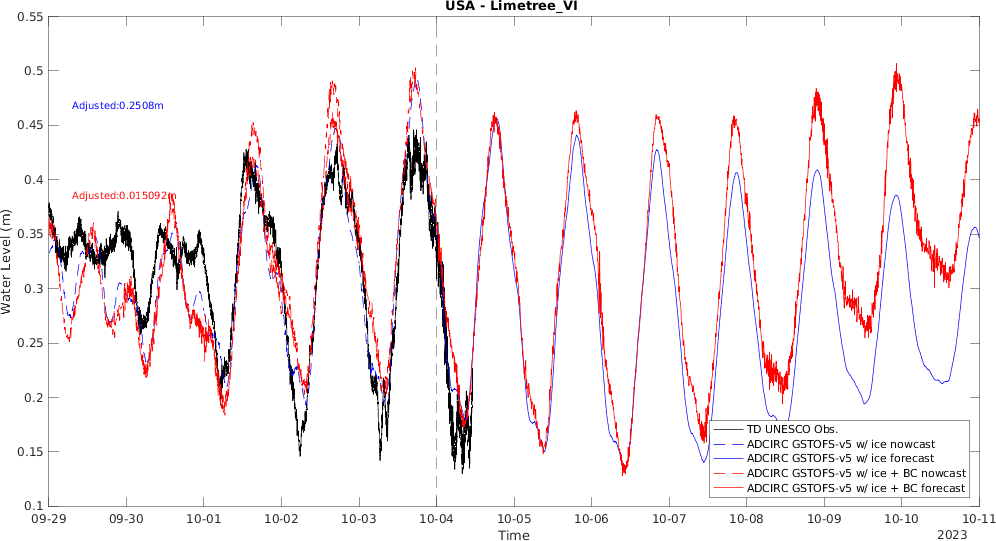 USA - Limetree_VI
0.55
0.5
0.45
0.4
0.35
0.3
0.25
0.2
0.15
0.1
Water Level (m)
Adjusted:0.2508m
Adjusted:0.015092m
TD UNESCO Obs.
ADCIRC GSTOFS-v5 w/ ice nowcast
ADCIRC GSTOFS-v5 w/ ice forecast
ADCIRC GSTOFS-v5 w/ ice + BC nowcast
ADCIRC GSTOFS-v5 w/ ice + BC forecast
09-29 09-30 10-01 10-02 10-03 10-04 10-05 10-06 10-07 10-08 10-09 10-10 10-11
Time
2023